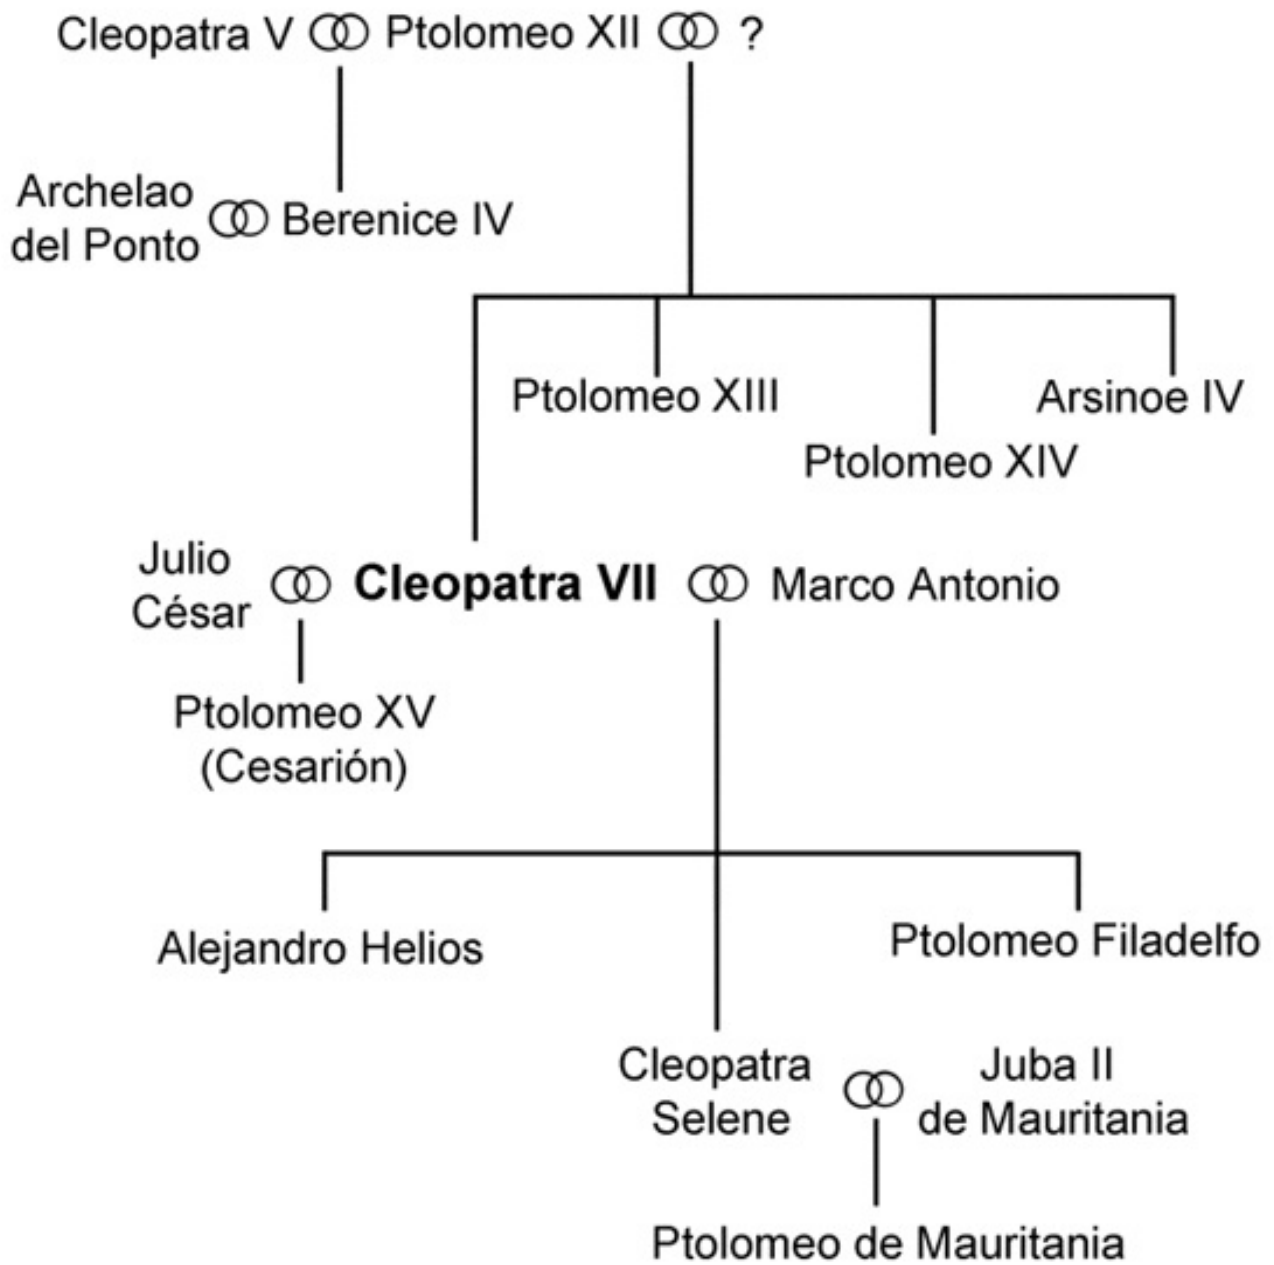 Cleopatra V Ptolomeo XII ?
Archelao
del Ponto
Berenice IV
Ptolomeo XIII
Arsinoe IV
Ptolomeo XIV
Julio
César
Cleopatra VII
Marco Antonio
Ptolomeo XV
(Cesarión)
Alejandro Helios
Ptolomeo Filadelfo
Cleopatra
Selene
Juba II
de Mauritania
Ptolomeo de Mauritania